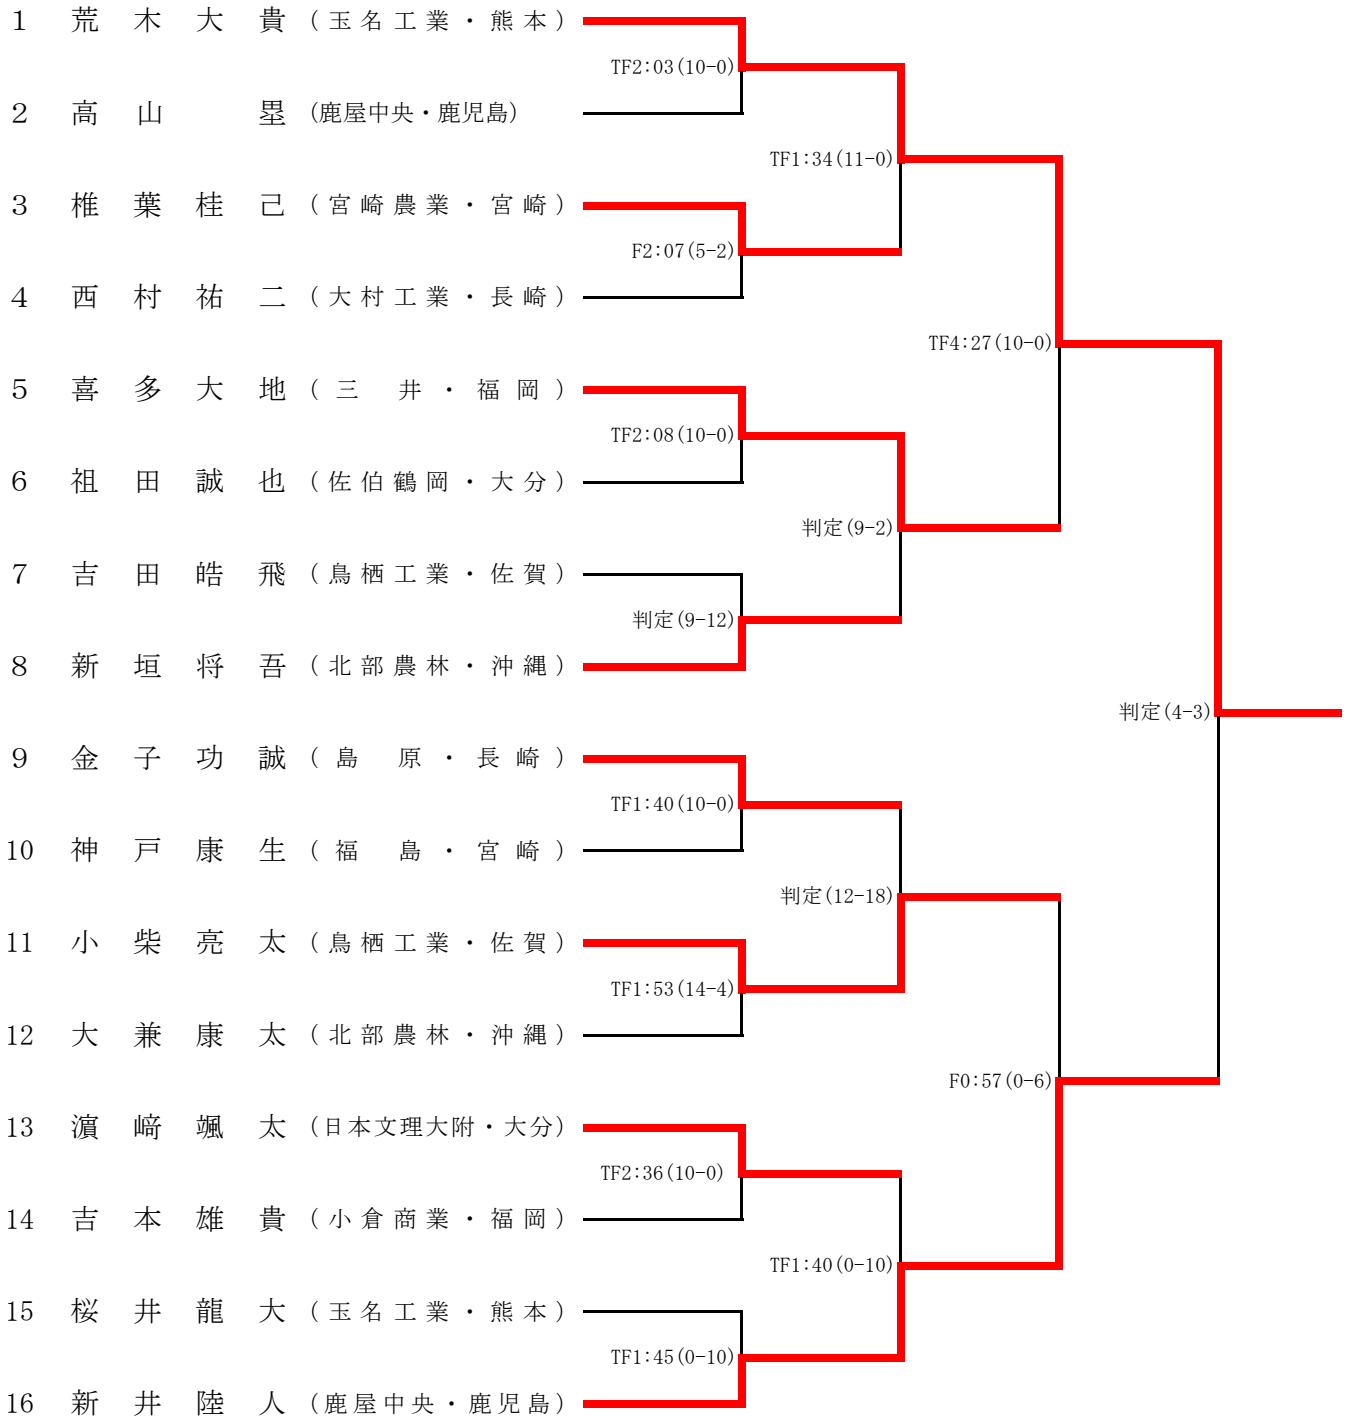 1 荒木大貴 (玉名工業・熊本)
TF2:03(10-0)
2 高山 塁 (鹿屋中央・鹿児島)
TF1:34(11-0)
3 椎葉桂己 (宮崎農業・宮崎)
F2:07(5-2)
4 西村祐二 (大村工業・長崎)
TF4:27(10-0)
5 喜多大地 (三井・福岡)
TF2:08(10-0)
6 祖田誠也 (佐伯鶴岡・大分)
判定(9-2)
7 吉田皓飛 (鳥栖工業・佐賀)
判定(9-12)
8 新垣将吾 (北部農林・沖縄)
判定(4-3)
9 金子功誠 (島原・長崎)
TF1:40(10-0)
10 神戸康生 (福島・宮崎)
判定(12-18)
11 小柴亮太 (鳥栖工業・佐賀)
TF1:53(14-4)
12 大兼康太 (北部農林・沖縄)
F0:57(0-6)
13 濵﨑颯太 (日本文理大附・大分)
TF2:36(10-0)
14 吉本雄貴 (小倉商業・福岡)
TF1:40(0-10)
15 桜井龍大 (玉名工業・熊本)
TF1:45(0-10)
16 新井陸人 (鹿屋中央・鹿児島)